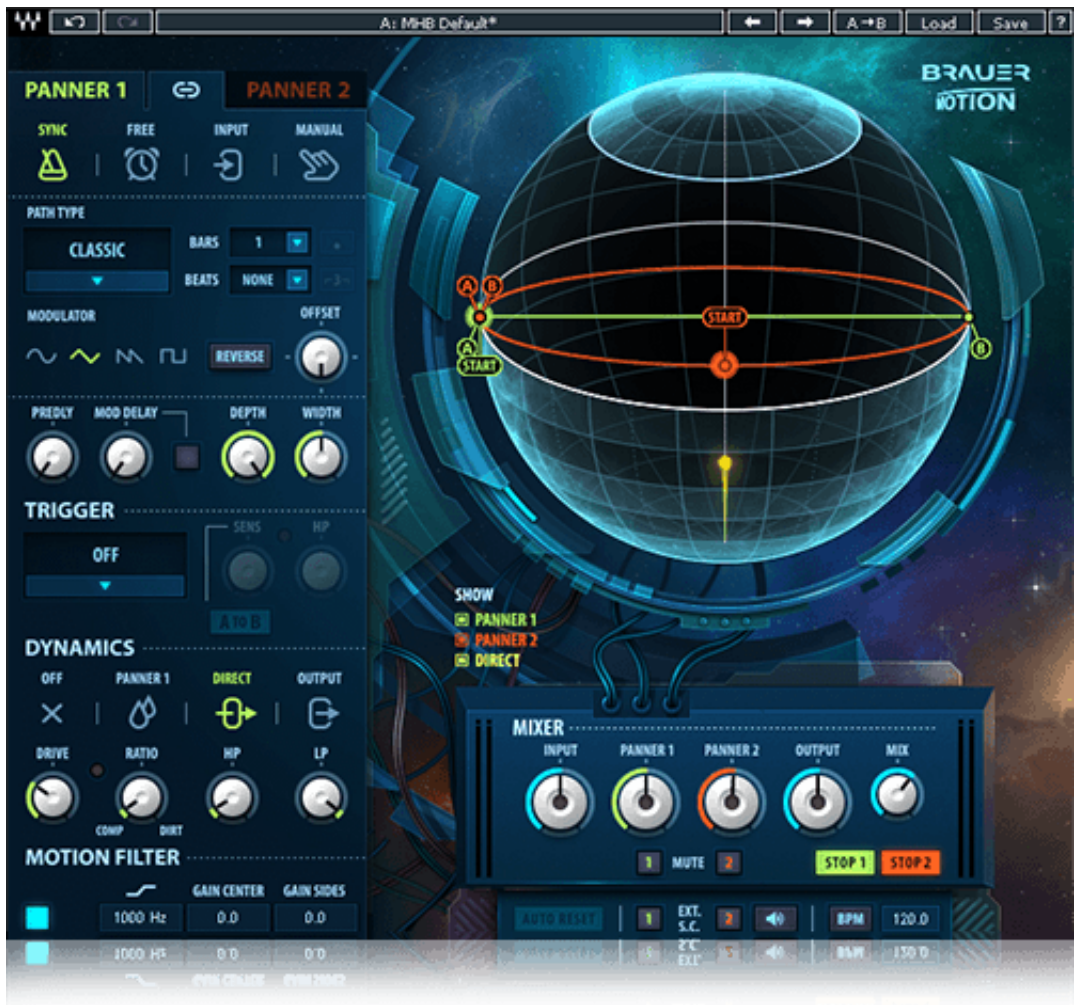 A: MHB Default*
A→B
Load
Save
?
BRAUER
MOTION
PANNER 1
PANNER 2
SYNC
FREE
INPUT
MANUAL
PATH TYPE
CLASSIC
BARS
1
BEATS
NONE
-3-
MODULATOR
OFFSET
REVERSE
PREDLY
MOD DELAY
DEPTH
WIDTH
TRIGGER
OFF
SENS
HP
A TO B
DYNAMICS
OFF
PANNER 1
DIRECT
OUTPUT
DRIVE
RATIO
HP
LP
COMP
DIRT
MOTION FILTER
GAIN CENTER
GAIN SIDES
1000 Hz
0.0
0.0
A
B
START
A
START
B
SHOW
PANNER 1
PANNER 2
DIRECT
MIXER
INPUT
PANNER 1
PANNER 2
OUTPUT
MIX
1
MUTE
2
STOP 1
STOP 2
AUTO RESET
1
EXT.
S.C.
2
BPM
120.0